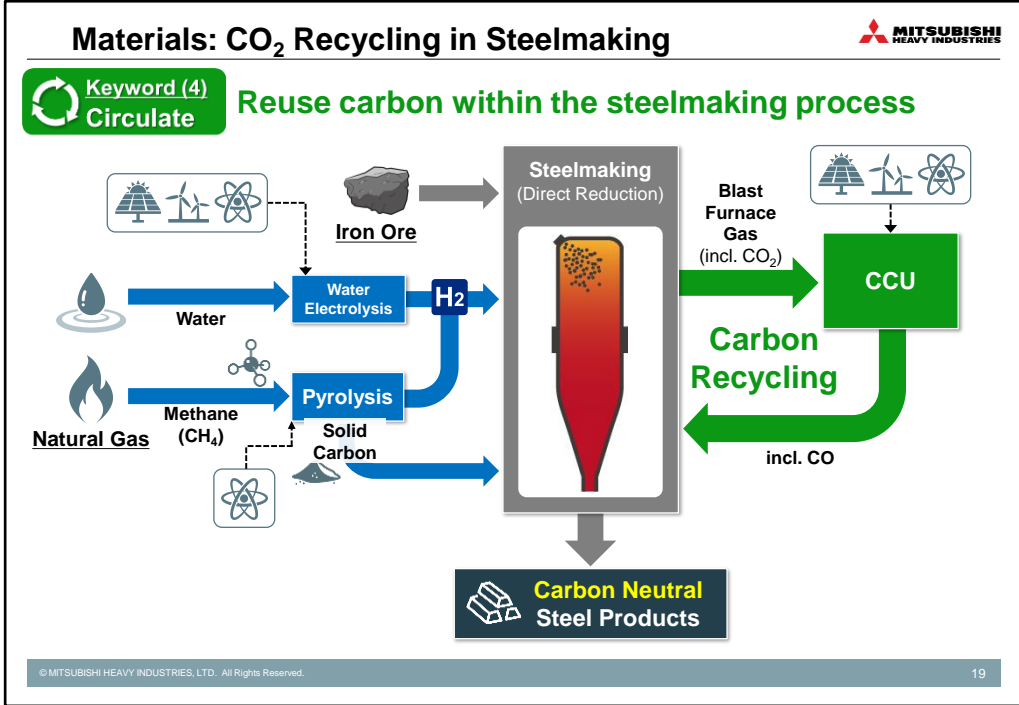 Materials: CO₂ Recycling in Steelmaking
MITSUBISHI
HEAVY INDUSTRIES
Keyword (4)
Circulate
Reuse carbon within the steelmaking process
Iron Ore
Steelmaking
(Direct Reduction)
Blast
Furnace
Gas
(incl. CO₂)
CCU
Water
Water
Electrolysis
H2
Carbon
Recycling
Natural Gas
Methane
(CH₄)
Pyrolysis
Solid
Carbon
incl. CO
Carbon Neutral
Steel Products
© MITSUBISHI HEAVY INDUSTRIES, LTD. All Rights Reserved.
19